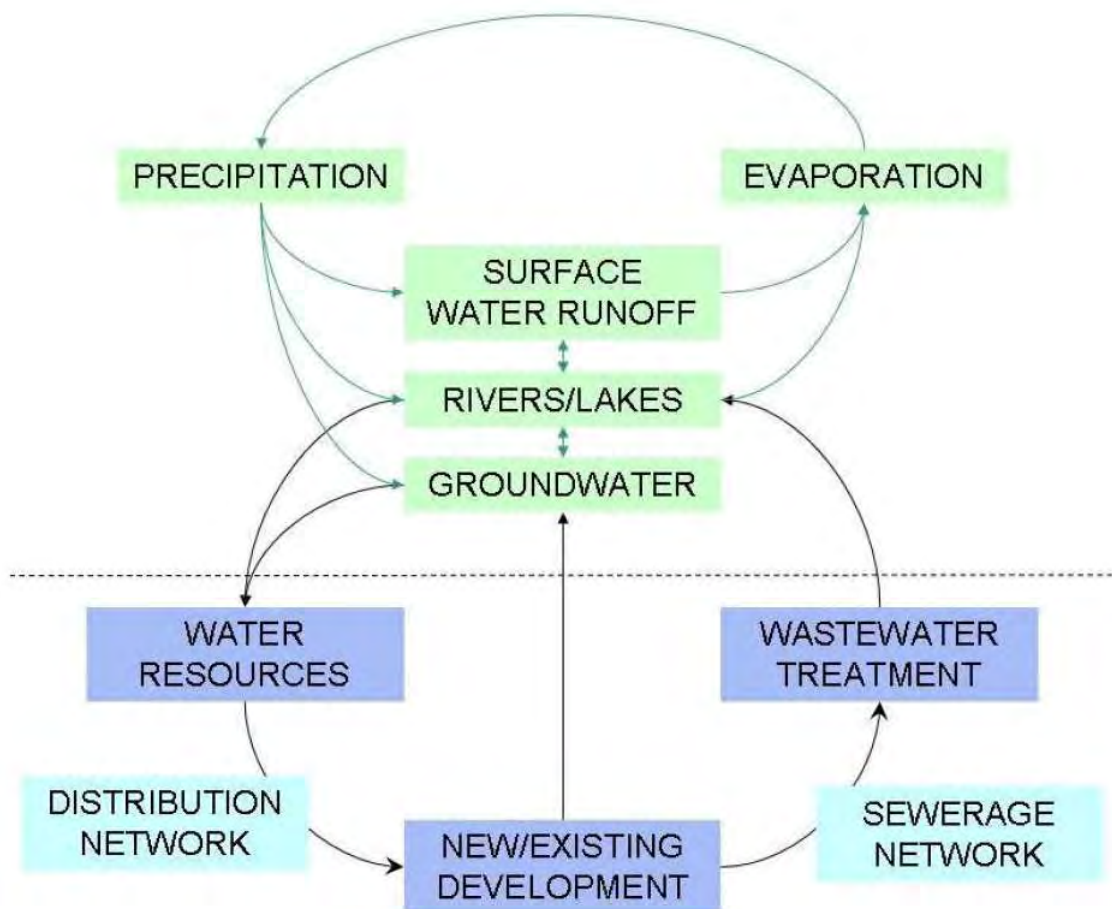 PRECIPITATION
EVAPORATION
SURFACE
WATER RUNOFF
RIVERS/LAKES
GROUNDWATER
WATER
RESOURCES
WASTEWATER
TREATMENT
DISTRIBUTION
NETWORK
NEW/EXISTING
DEVELOPMENT
SEWERAGE
NETWORK